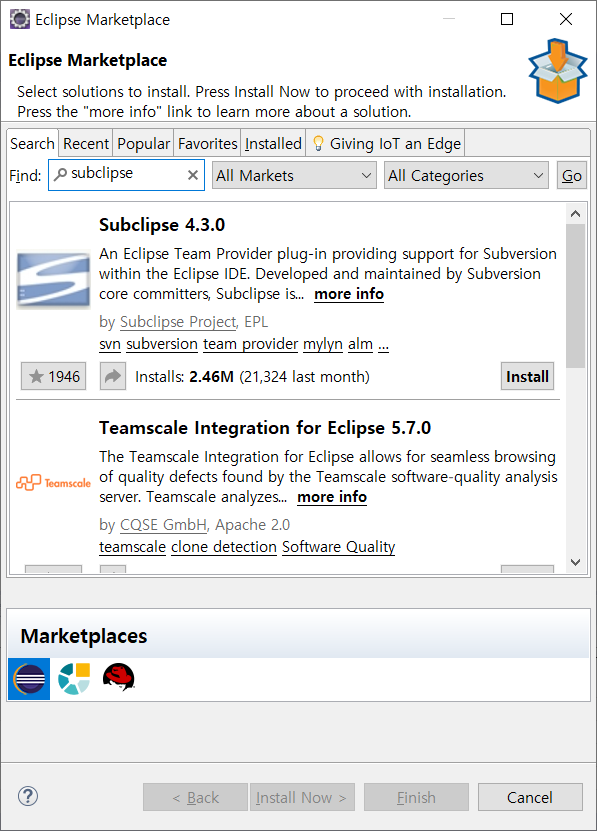 Eclipse Marketplace
Eclipse Marketplace
Select solutions to install. Press Install Now to proceed with installation.
Press the "more info" link to learn more about a solution.
Search Recent Popular Favorites Installed Giving IoT an Edge
Find: subclipse All Markets All Categories Go
Subclipse 4.3.0
An Eclipse Team Provider plug-in providing support for Subversion
within the Eclipse IDE. Developed and maintained by Subversion
core committers, Subclipse is... more info
by Subclipse Project, EPL
svn subversion team provider mylyn alm ...
1946 Installs: 2.46M (21,324 last month) Install
Teamscale Integration for Eclipse 5.7.0
The Teamscale Integration for Eclipse allows for seamless browsing
of quality defects found by the Teamscale software-quality analysis
Teamscale
server. Teamscale analyzes... more info
by CQSE GmbH, Apache 2.0
teamscale clone detection Software Quality
Marketplaces
? < Back Install Now > Finish Cancel